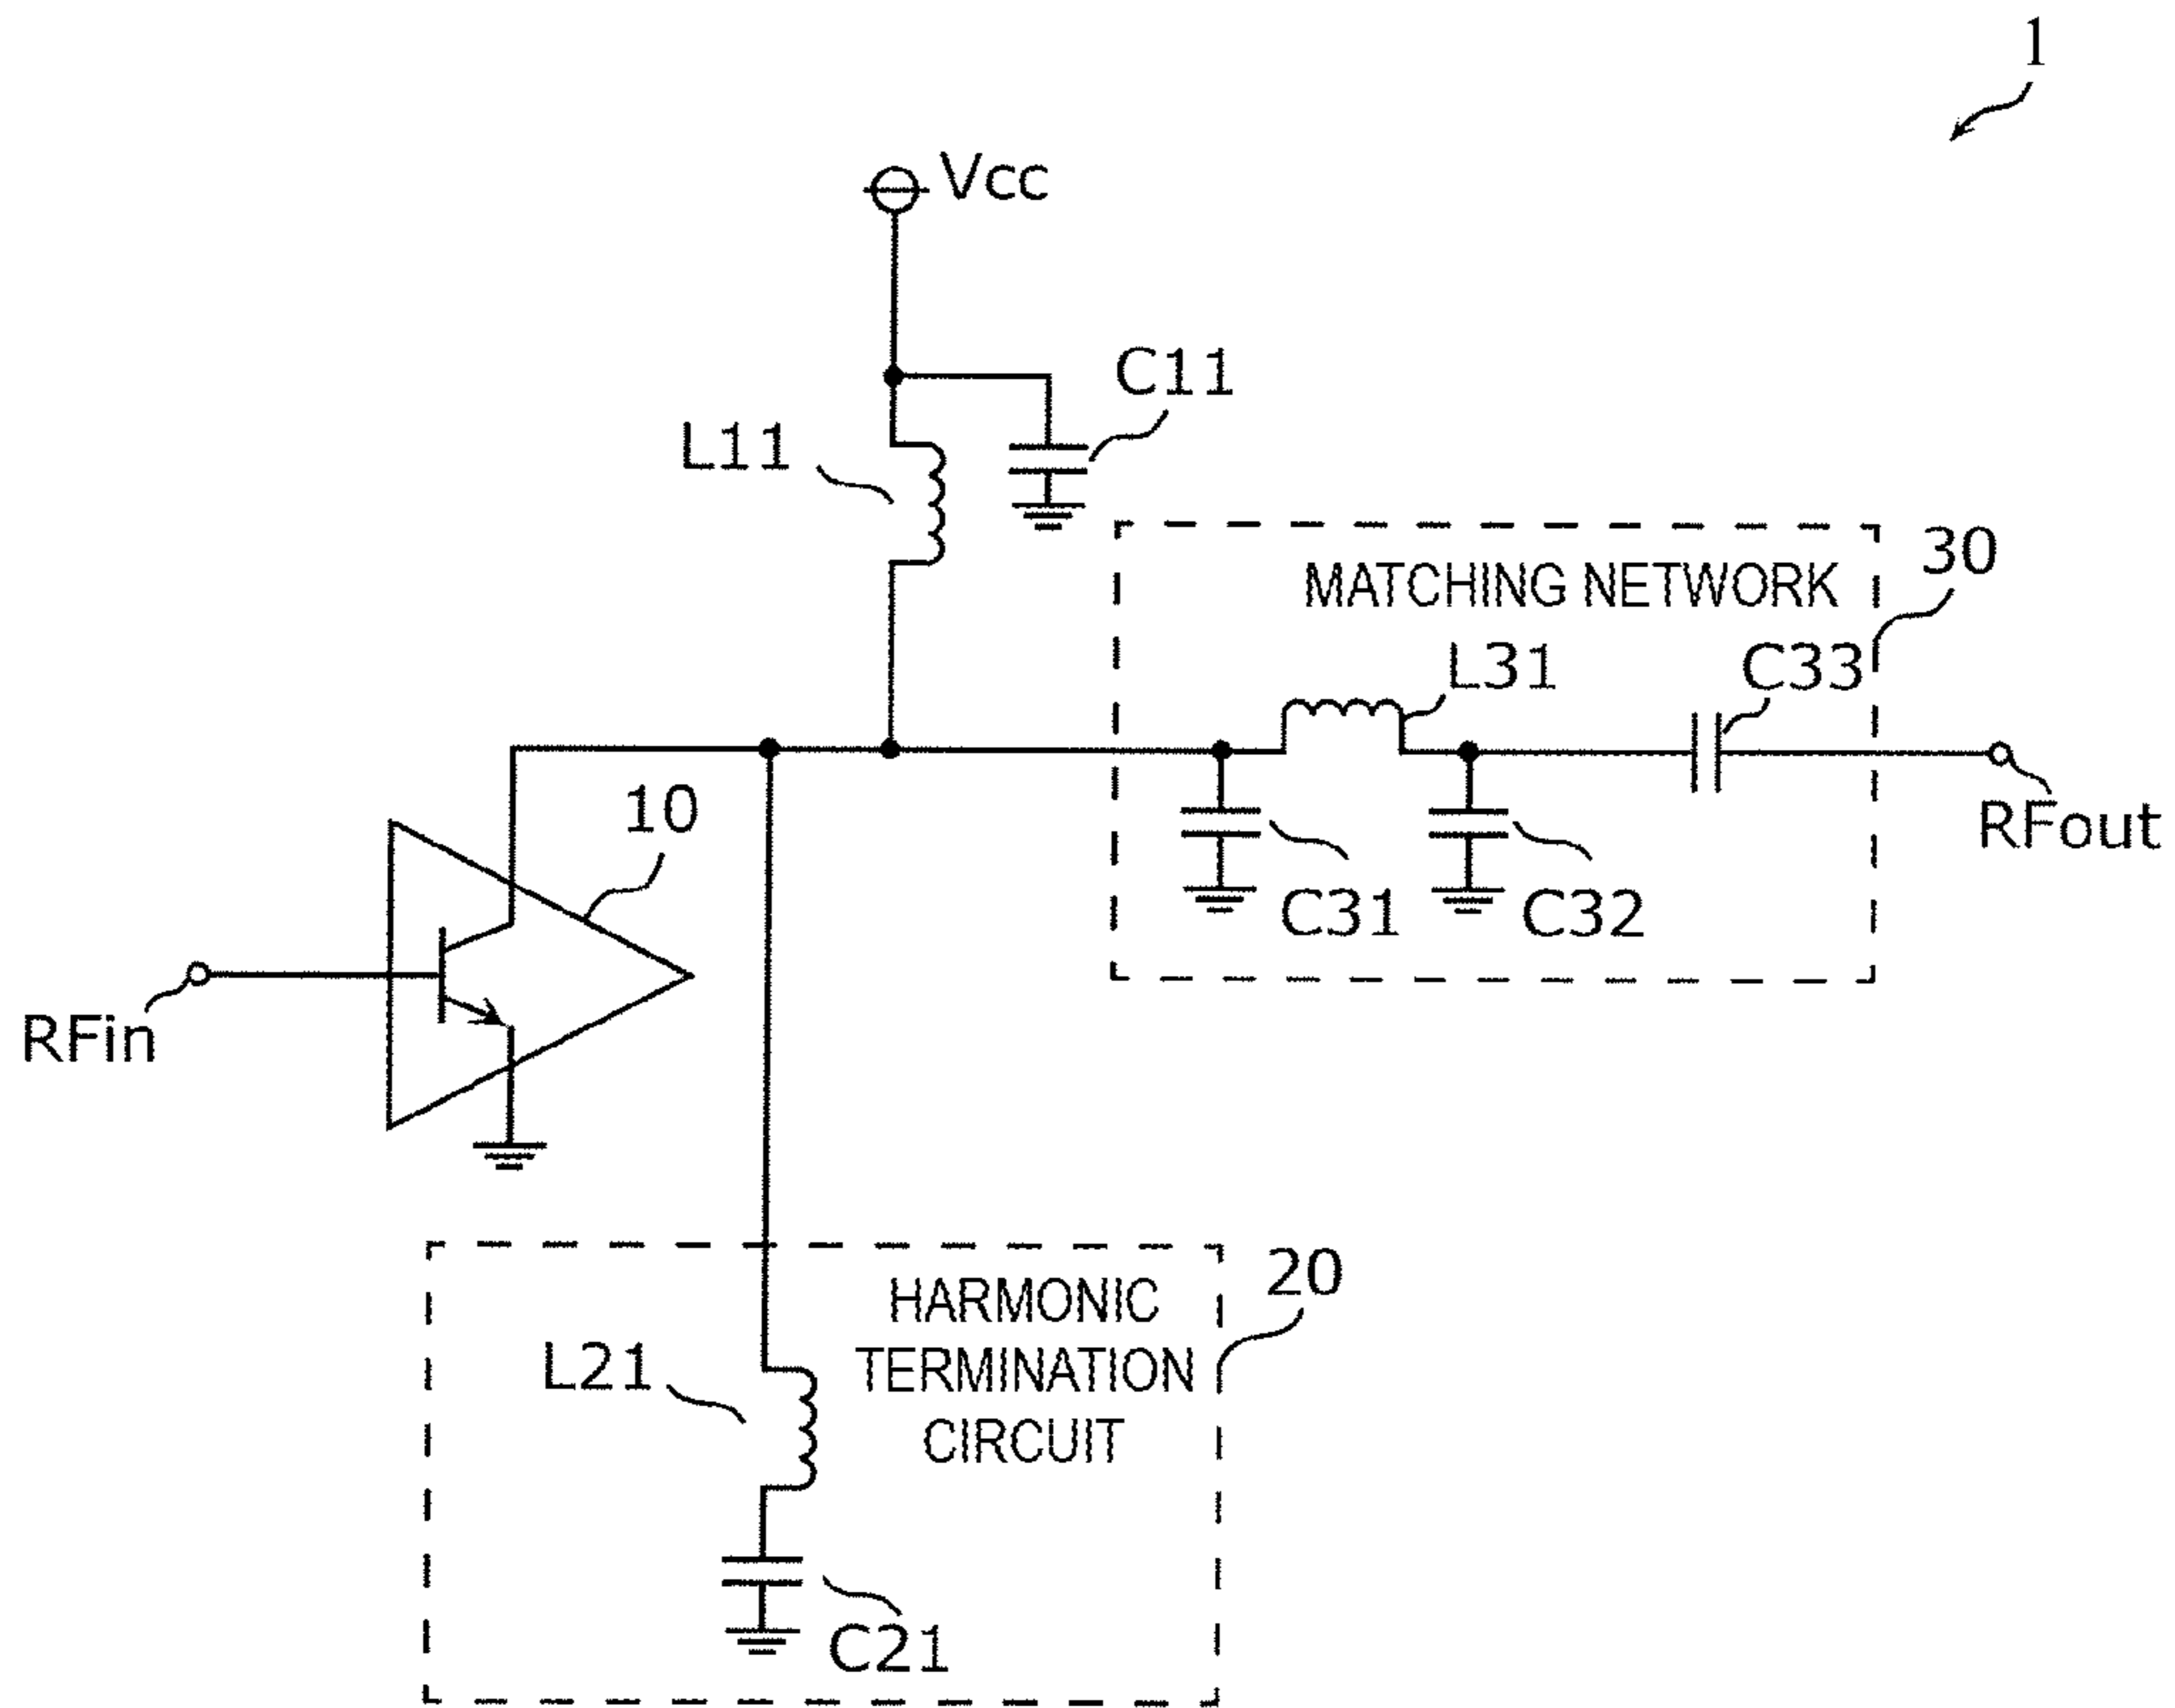 1
Vcc
C11
L11
30
MATCHING NETWORK
L31
C33
10
RFout
C31
C32
RFin
20
HARMONIC
TERMINATION
CIRCUIT
L21
C21